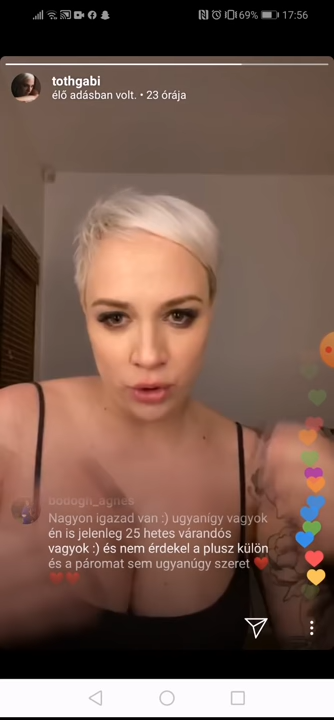 69% 17:56
tothgabi
élő adásban volt. • 23 órája
bodogh_agnes
Nagyon igazad van :) ugyanígy vagyok
én is jelenleg 25 hetes várandós
vagyok :) és nem érdekel a plusz külön
és a páromat sem ugyanúgy szeret ❤️
❤️❤️